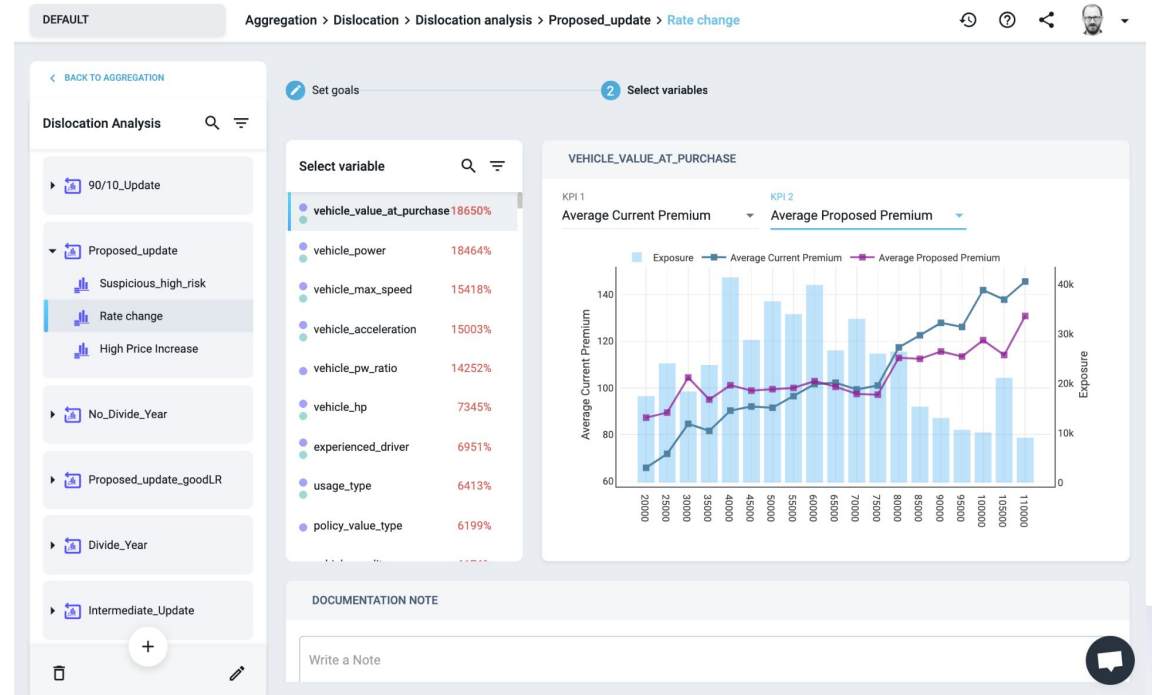 DEFAULT
Aggregation > Dislocation > Dislocation analysis > Proposed_update > Rate change
BACK TO AGGREGATION
Dislocation Analysis
90/10_Update
Proposed_update
Suspicious_high_risk
Rate change
High Price Increase
No_Divide_Year
Proposed_update_goodLR
Divide_Year
Intermediate_Update
+
Set goals
2 Select variables
Select variable
vehicle_value_at_purchase 18650%
vehicle_power 18464%
vehicle_max_speed 15418%
vehicle_acceleration 15003%
vehicle_pw_ratio 14252%
vehicle_hp 7345%
experienced_driver 6951%
usage_type 6413%
policy_value_type 6199%
VEHICLE_VALUE_AT_PURCHASE
KPI 1
Average Current Premium
KPI 2
Average Proposed Premium
Exposure Average Current Premium Average Proposed Premium
Average Current Premium
140
120
100
80
60
40k
30k
20k
10k
0
Exposure
20000
25000
30000
35000
40000
45000
50000
55000
60000
65000
70000
75000
80000
85000
90000
95000
100000
105000
110000
DOCUMENTATION NOTE
Write a Note